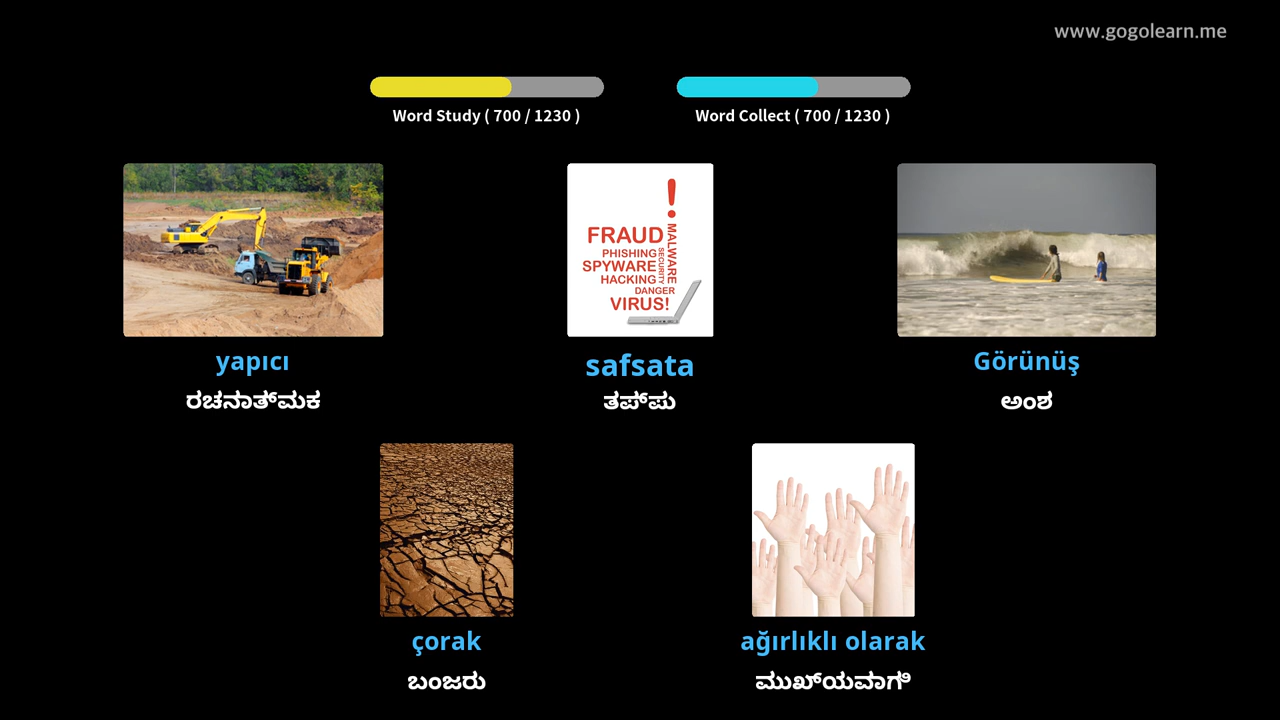 www.gogolearn.me
Word Study ( 700 / 1230 )
Word Collect ( 700 / 1230 )
FRAUD
PHISHING
SPYWARE
HACKING
DANGER
VIRUS!
MALWARE
SECURITY
!
yapıcı
safsata
Görünüş
ರಚನಾತ್ಮಕ
ತಪ್ಪು
ಅಂಶ
çorak
ağırlıklı olarak
ಬಂಜರು
ಮುಖ್ಯವಾಗಿ